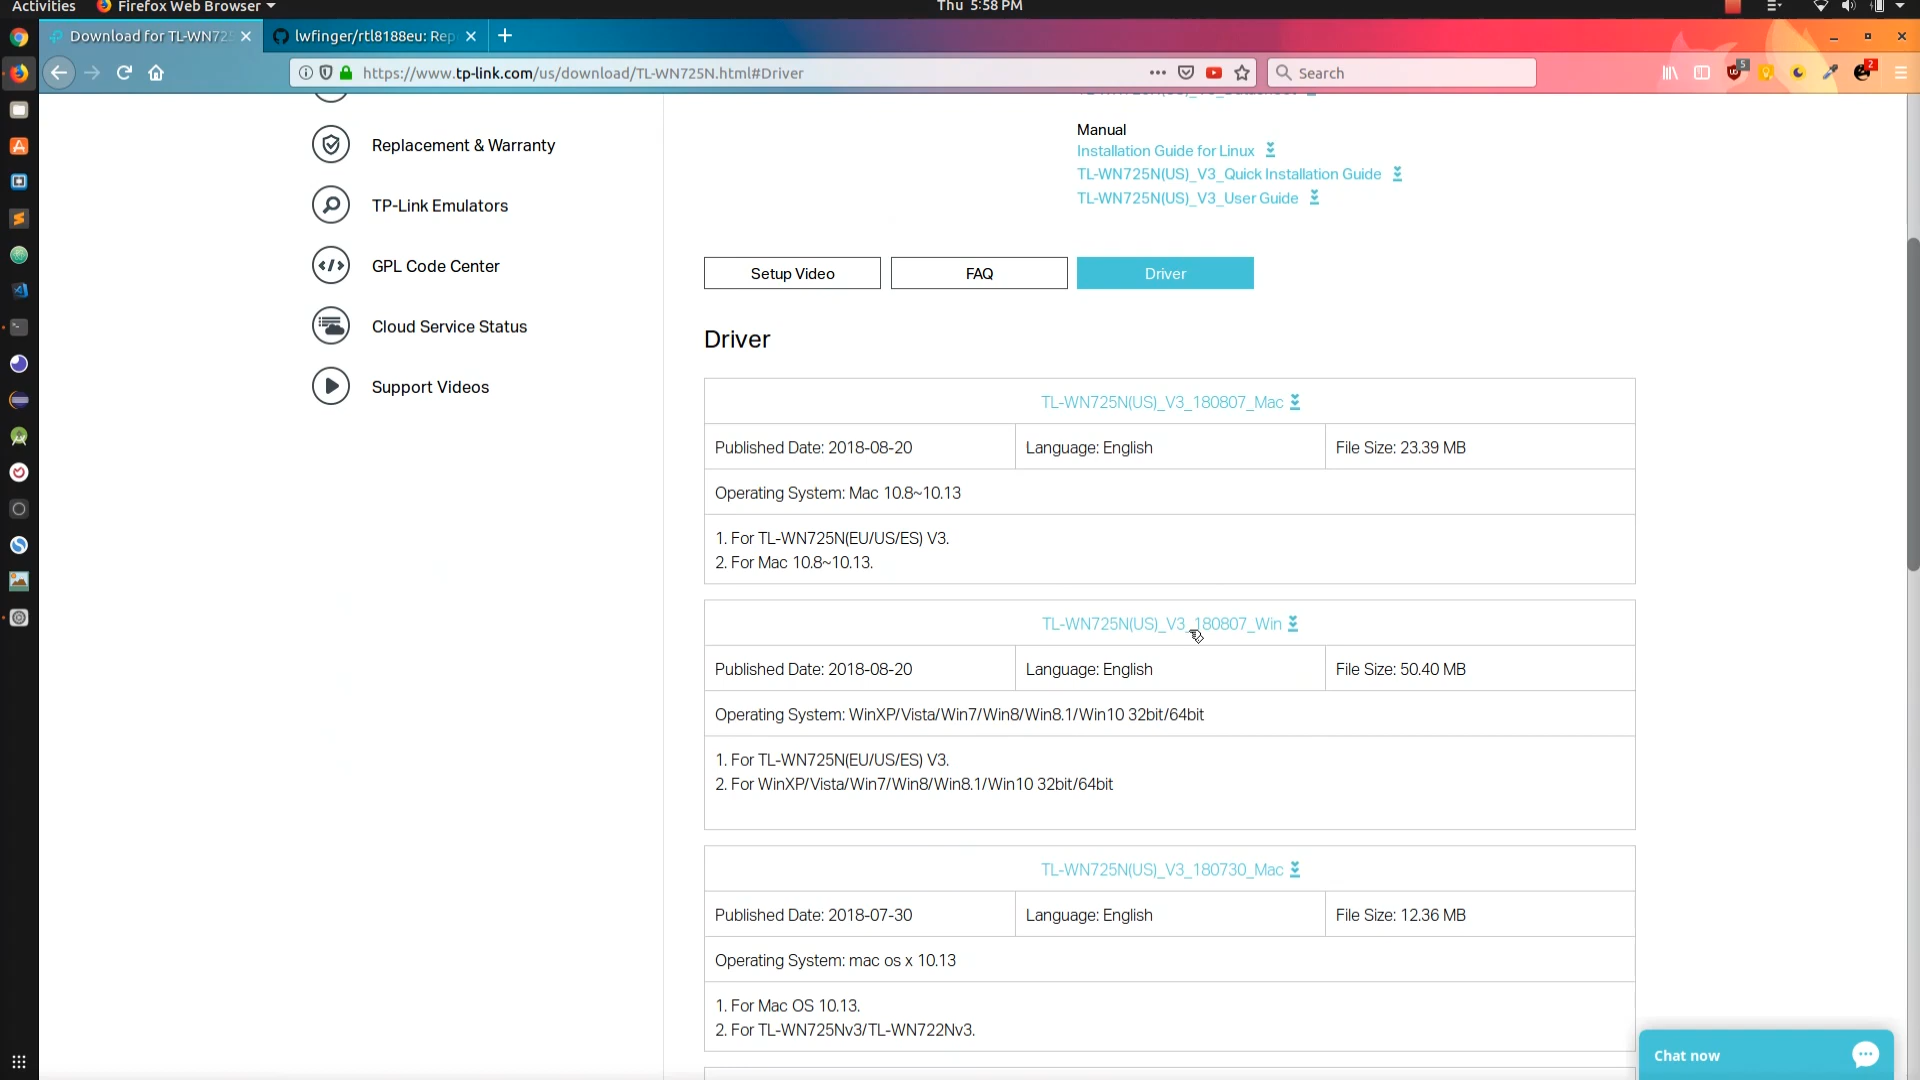 Activities Firefox Web Browser Thu 5:58 PM
Download for TL-WN725 lwfinger/rtl8188eu: Rep
https://www.tp-link.com/us/download/TL-WN725N.html#Driver Search 5 2
Replacement & Warranty
TP-Link Emulators
GPL Code Center
Cloud Service Status
Support Videos
Manual
Installation Guide for Linux
TL-WN725N(US)_V3_Quick Installation Guide
TL-WN725N(US)_V3_User Guide
Setup Video FAQ Driver
Driver
TL-WN725N(US)_V3_180807_Mac
Published Date: 2018-08-20 Language: English File Size: 23.39 MB
Operating System: Mac 10.8~10.13
1. For TL-WN725N(EU/US/ES) V3.
2. For Mac 10.8~10.13.
TL-WN725N(US)_V3_180807_Win
Published Date: 2018-08-20 Language: English File Size: 50.40 MB
Operating System: WinXP/Vista/Win7/Win8/Win8.1/Win10 32bit/64bit
1. For TL-WN725N(EU/US/ES) V3.
2. For WinXP/Vista/Win7/Win8/Win8.1/Win10 32bit/64bit
TL-WN725N(US)_V3_180730_Mac
Published Date: 2018-07-30 Language: English File Size: 12.36 MB
Operating System: mac os x 10.13
1. For Mac OS 10.13.
2. For TL-WN725Nv3/TL-WN722Nv3.
Chat now